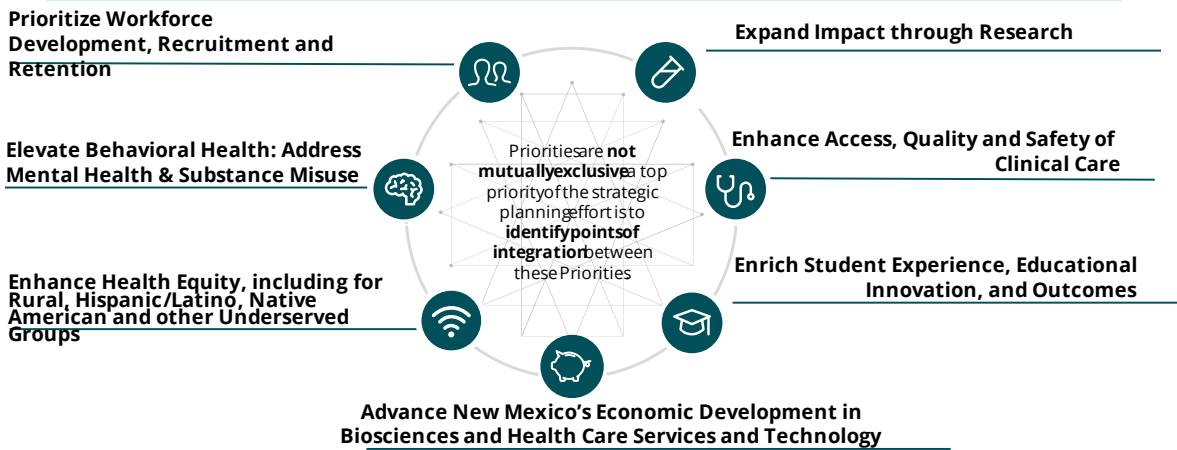 Prioritize Workforce
Development, Recruitment and
Retention
Expand Impact through Research
Elevate Behavioral Health: Address
Mental Health & Substance Misuse
Enhance Access, Quality and Safety of
Clinical Care
Priorities are not
mutually exclusive; a top
priority of the strategic
planning effort is to
identify points of
integration between
these Priorities
Enhance Health Equity, including for
Rural, Hispanic/Latino, Native
American and other Underserved
Groups
Enrich Student Experience, Educational
Innovation, and Outcomes
Advance New Mexico’s Economic Development in
Biosciences and Health Care Services and Technology